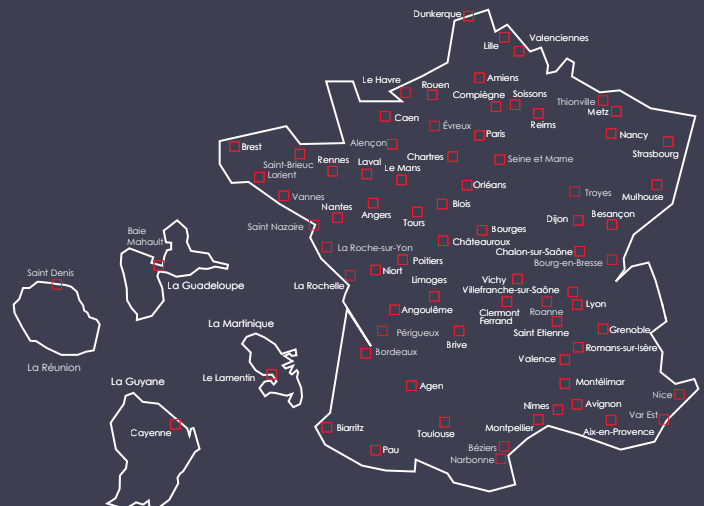 Dunkerque
Lille
Valenciennes
Le Havre
Rouen
Amiens
Compiègne
Soissons
Thionville
Metz
Caen
Évreux
Paris
Reims
Nancy
Strasbourg
Brest
Alençon
Saint-Brieuc
Lorient
Rennes
Laval
Le Mans
Chartres
Seine et Marne
Vannes
Orléans
Troyes
Mulhouse
Nantes
Angers
Tours
Blois
Dijon
Besançon
Saint Nazaire
Bourges
Baie
Mahault
La Roche-sur-Yon
Châteauroux
Chalon-sur-Saône
Bourg-en-Bresse
Saint Denis
La Guadeloupe
La Rochelle
Niort
Poitiers
Limoges
Vichy
Villefranche-sur-Saône
Angoulême
Clermont
Ferrand
Roanne
Lyon
La Martinique
Périgueux
Brive
Saint Etienne
Grenoble
La Réunion
Bordeaux
Valence
Romans-sur-Isère
La Guyane
Le Lamentin
Agen
Montélimar
Nice
Cayenne
Biarritz
Toulouse
Nîmes
Avignon
Var Est
Montpellier
Aix-en-Provence
Pau
Béziers
Narbonne